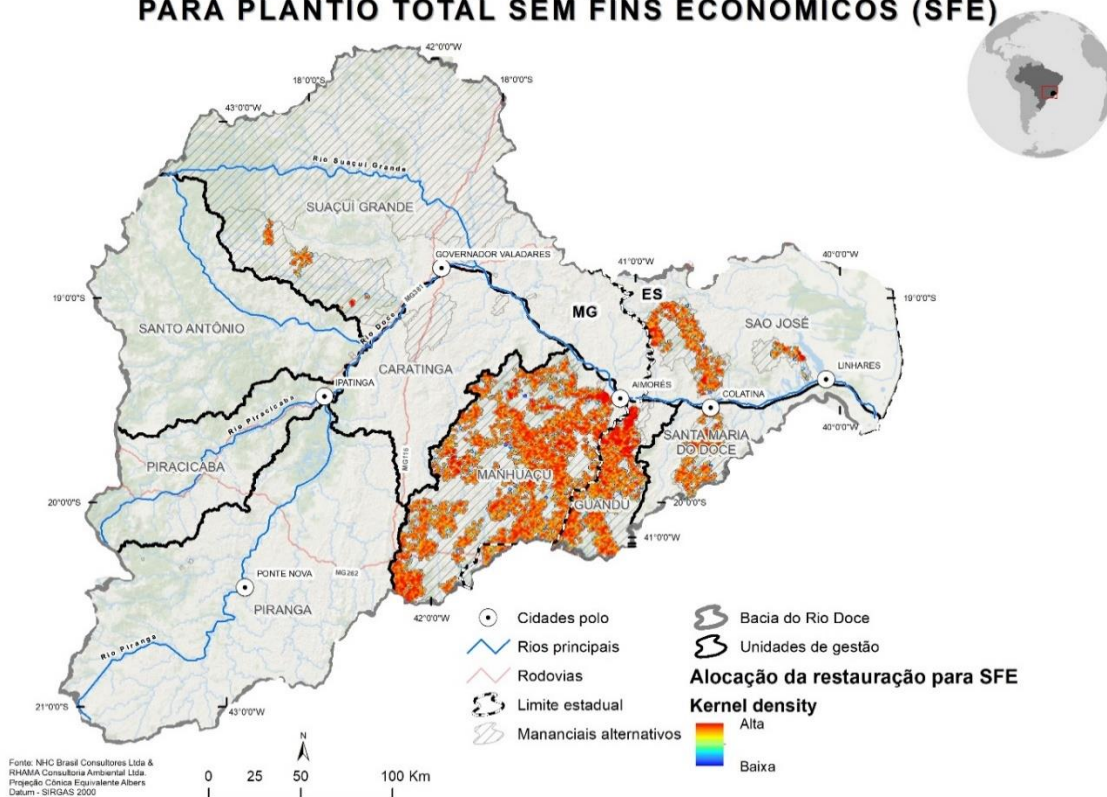 PARA PLANTIO TOTAL SEM FINS ECONÔMICOS (SFE)
42°0'0"W
18°0'0"S
18°0'0"S
43°0'0"W
Rio Suaçuí Grande
SUAÇUÍ GRANDE
GOVERNADOR VALADARES
41°0'0"W
40°0'0"W
19°0'0"S
19°0'0"S
MG
ES
SÃO JOSÉ
MG381
Rio Doce
SANTO ANTÔNIO
CARATINGA
LINHARES
IPATINGA
AIMORÉS
COLATINA
Rio Piracicaba
40°0'0"W
SANTA MARIA
DO DOCE
PIRACICABA
MG116
MANHUAÇU
GUANDU
20°0'0"S
20°0'0"S
41°0'0"W
MG262
PONTE NOVA
PIRANGA
42°0'0"W
Rio Piranga
21°0'0"S
43°0'0"W
Cidades polo
Rios principais
Rodovias
Limite estadual
Mananciais alternativos
Bacia do Rio Doce
Unidades de gestão
Alocação da restauração para SFE
Kernel density
Alta
Baixa
Fonte: NHC Brasil Consultores Ltda &
RHAMA Consultoria Ambiental Ltda.
Projeção Cônica Equivalente Albers
Datum - SIRGAS 2000
N
0 25 50 100 Km